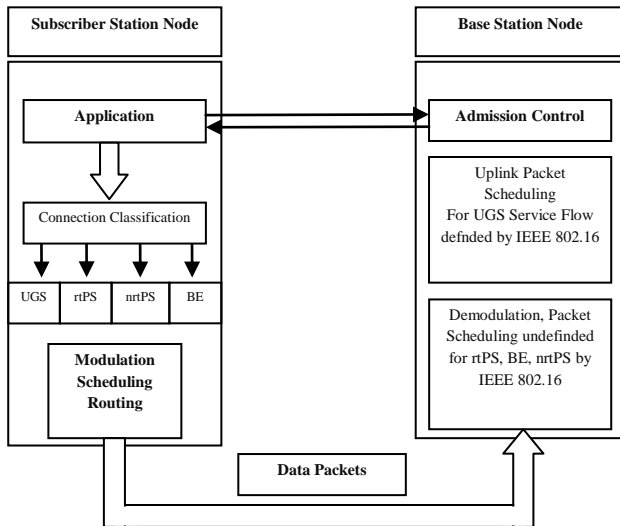 Subscriber Station Node
Base Station Node
Application
Admission Control
Connection Classification
UGS
rtPS
nrtPS
BE
Uplink Packet
Scheduling
For UGS Service Flow
defnded by IEEE 802.16
Modulation
Scheduling
Routing
Demodulation, Packet
Scheduling undefinded
for rtPS, BE, nrtPS by
IEEE 802.16
Data Packets